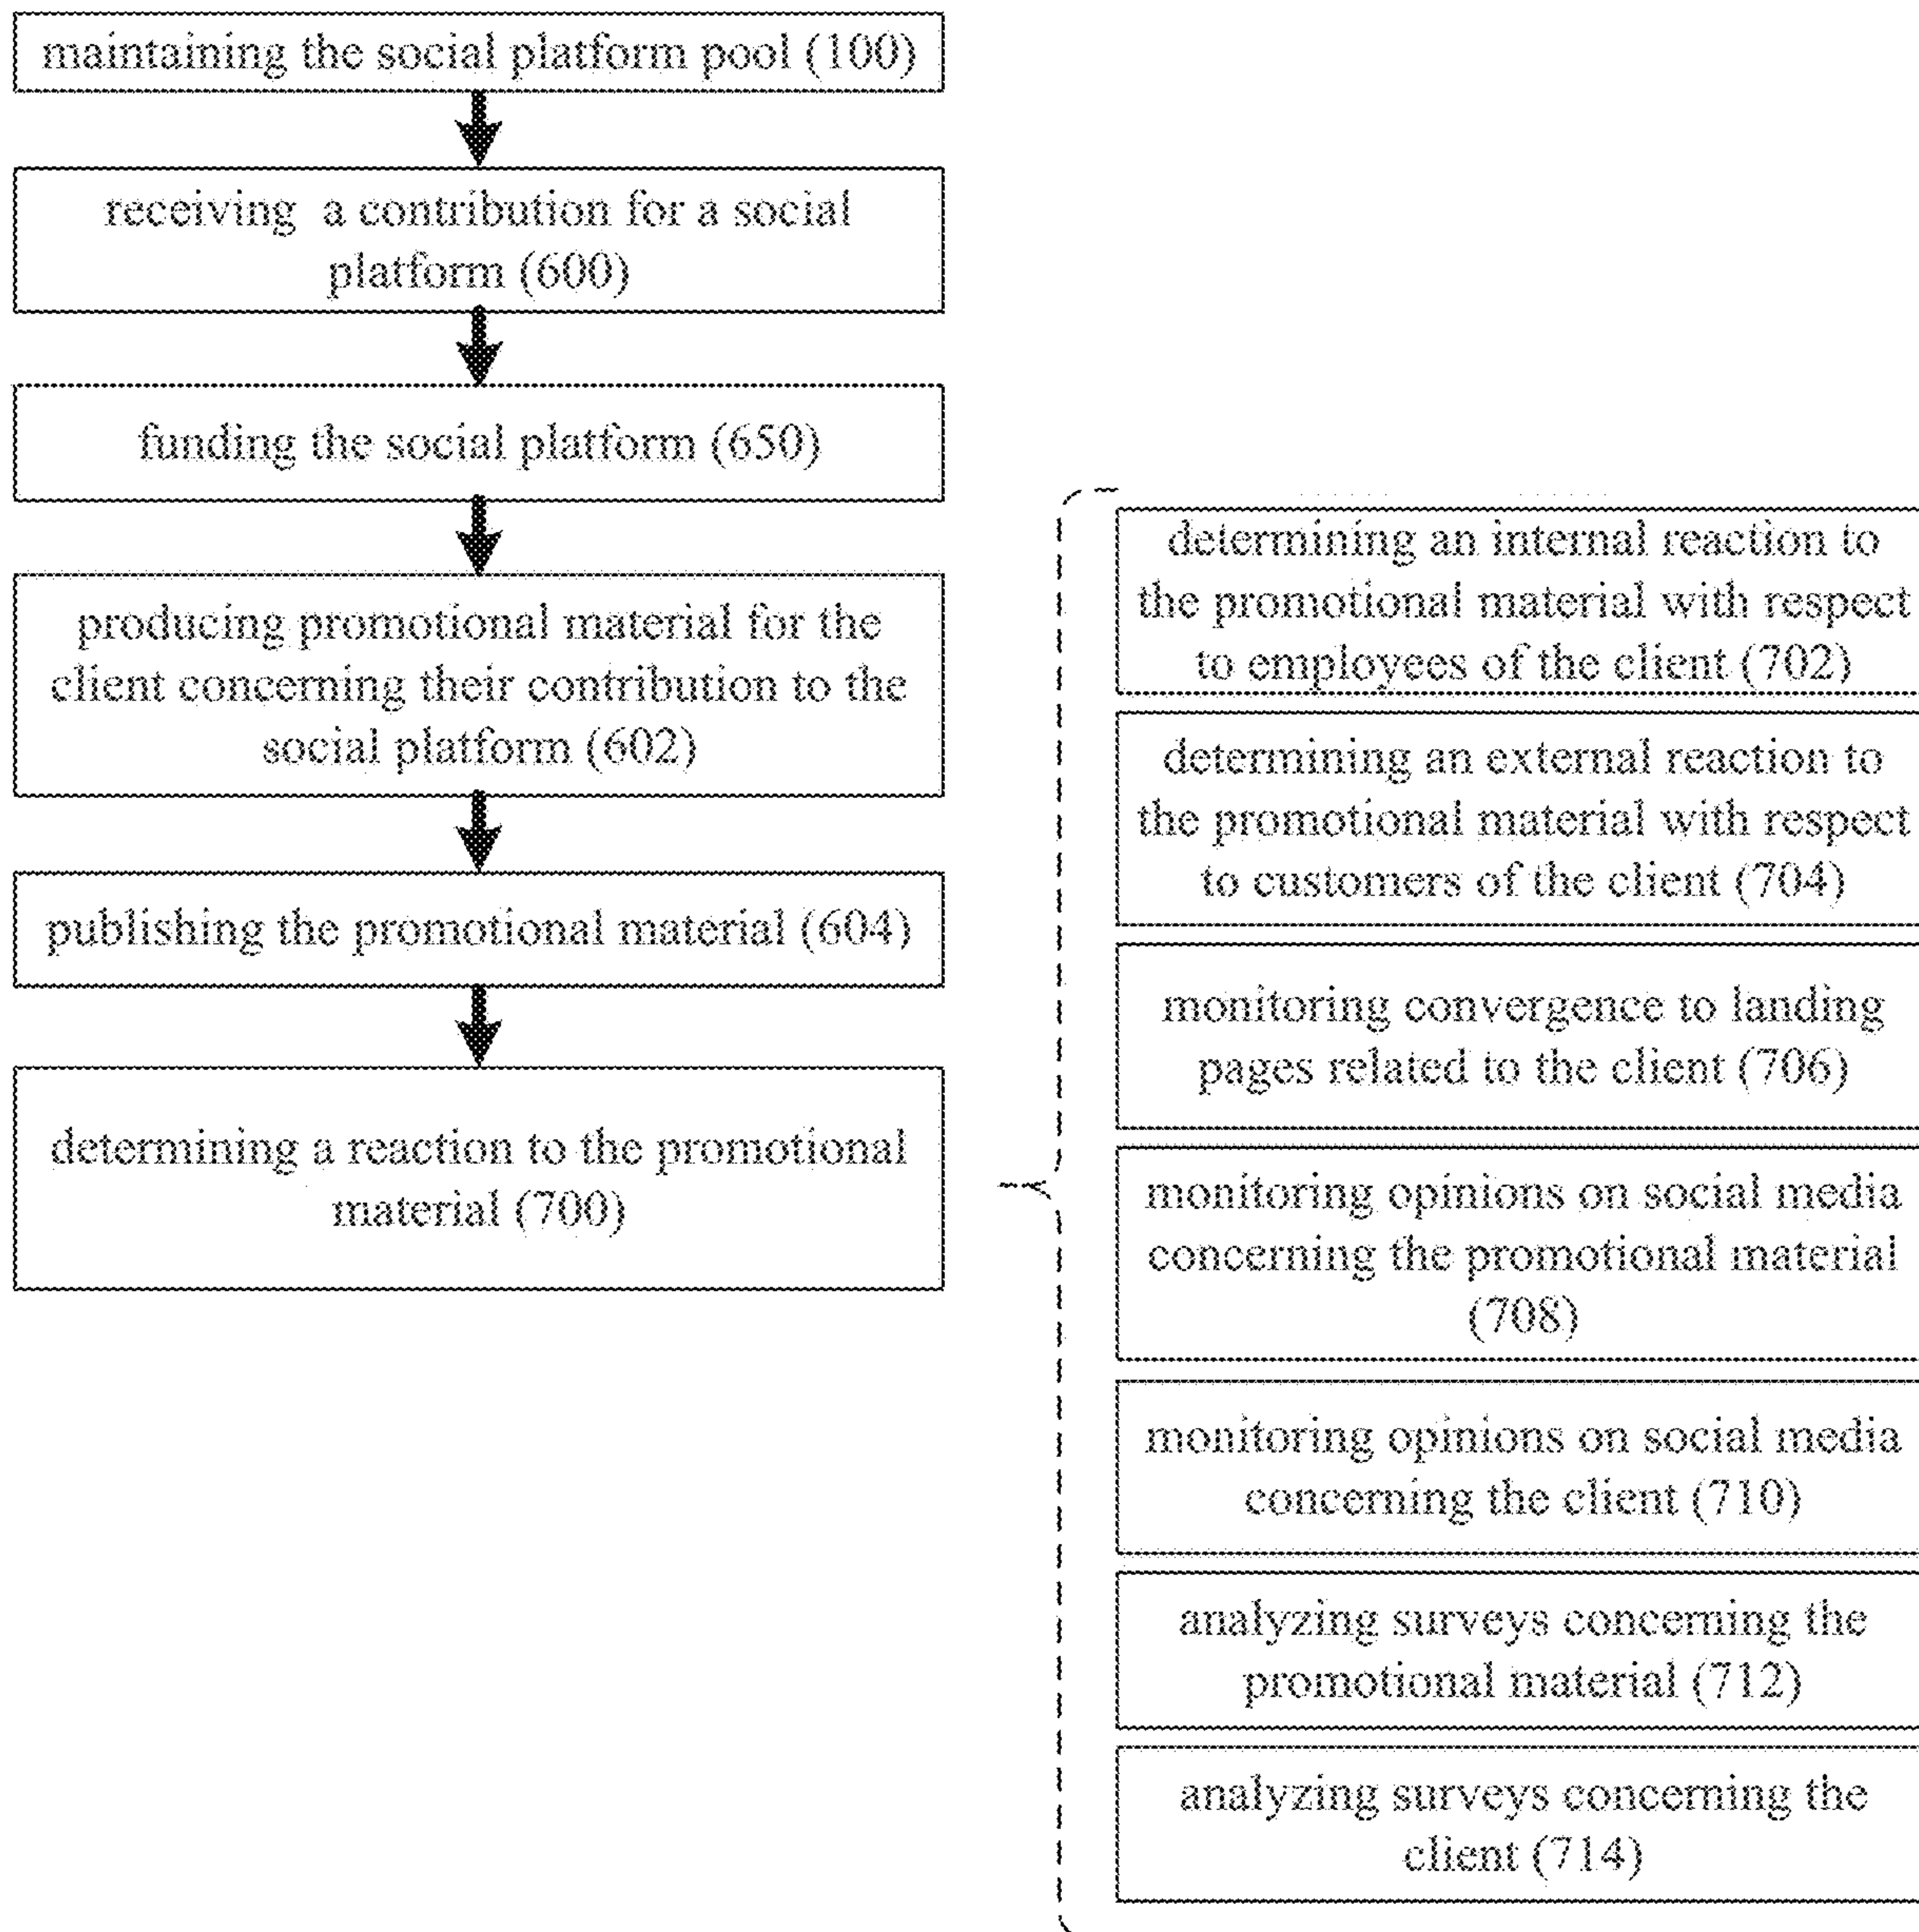 maintaining the social platform pool (100)
receiving a contribution for a social
platform (600)
funding the social platform (650)
producing promotional material for the
client concerning their contribution to the
social platform (602)
publishing the promotional material (604)
determining a reaction to the promotional
material (700)
determining an internal reaction to
the promotional material with respect
to employees of the client (702)
determining an external reaction to
the promotional material with respect
to customers of the client (704)
monitoring convergence to landing
pages related to the client (706)
monitoring opinions on social media
concerning the promotional material
(708)
monitoring opinions on social media
concerning the client (710)
analyzing surveys concerning the
promotional material (712)
analyzing surveys concerning the
client (714)